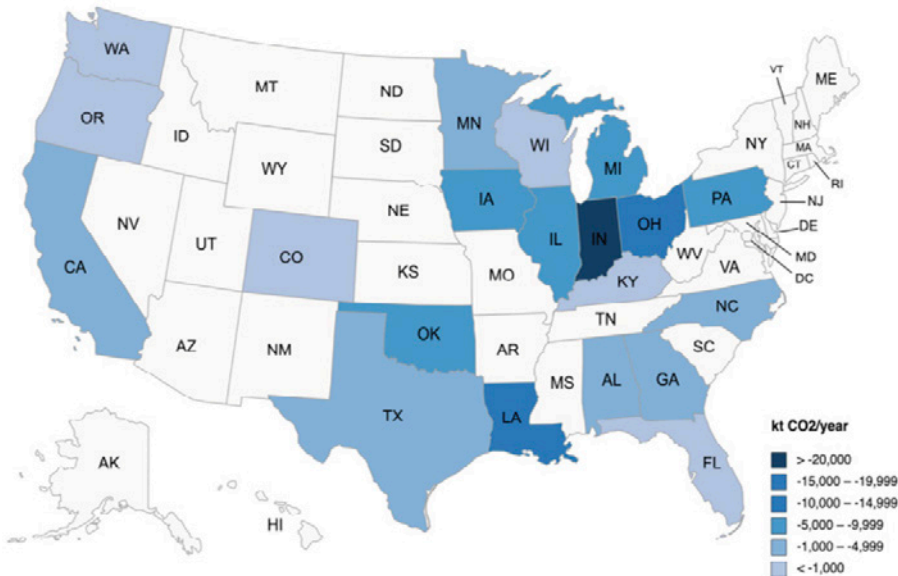 WA
MT
ND
MN
VT
ME
OR
ID
SD
WI
NY
NH
MA
WY
MI
CT
RI
NE
IA
PA
NJ
NV
UT
CO
IL
IN
OH
DE
CA
KS
MO
WV
MD
KY
VA
DC
AZ
NM
OK
TN
NC
AR
SC
MS
AL
GA
TX
LA
AK
HI
FL
kt CO2/year
> -20,000
-15,000 – -19,999
-10,000 – -14,999
-5,000 – -9,999
-1,000 – -4,999
< -1,000